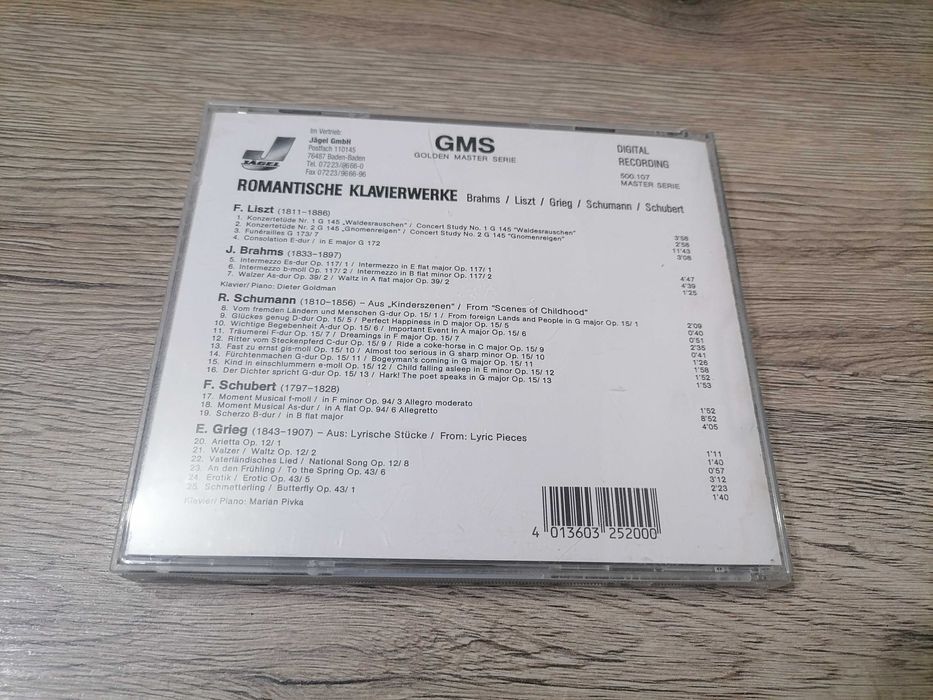 JÄGEL
Im Vertrieb:
Jägel GmbH
Postfach 110145
76487 Baden-Baden
Tel. 07223/9666-0
Fax 07223/9666-96
GMS
GOLDEN MASTER SERIE
DIGITAL
RECORDING
500.107
MASTER SERIE
ROMANTISCHE KLAVIERWERKE Brahms / Liszt / Grieg / Schumann / Schubert
F. Liszt (1811-1886)
1. Konzertetüde Nr. 1 G 145 „Waldesrauschen" / Concert Study No. 1 G 145 "Waldesrauschen" 3'58
2. Konzertetüde Nr. 2 G 145 „Gnomenreigen" / Concert Study No. 2 G 145 "Gnomenreigen" 2'58
3. Funérailles G 173/ 7 11'43
4. Consolation E-dur / in E major G 172 3'08
J. Brahms (1833-1897)
5. Intermezzo Es-dur Op. 117/ 1 / Intermezzo in E flat major Op. 117/ 1 4'47
6. Intermezzo b-moll Op. 117/ 2 / Intermezzo in B flat minor Op. 117/ 2 4'39
7. Walzer As-dur Op. 39/ 2 / Waltz in A flat major Op. 39/ 2 1'25
Klavier/ Piano: Dieter Goldman
R. Schumann (1810-1856) – Aus „Kinderszenen" / From "Scenes of Childhood"
8. Vom fremden Ländern und Menschen G-dur Op. 15/ 1 / From foreign Lands and People in G major Op. 15/ 1 2'09
9. Glückes genug D-dur Op. 15/ 5 / Perfect Happiness in D major Op. 15/ 5 0'40
10. Wichtige Begebenheit A-dur Op. 15/ 6 / Important Event in A major Op. 15/ 6 0'51
11. Träumerei F-dur Op. 15/ 7 / Dreamings in F major Op. 15/ 7 2'35
12. Ritter vom Steckenpferd C-dur Op. 15/ 9 / Ride a coke-horse in C major Op. 15/ 9 0'41
13. Fast zu ernst gis-moll Op. 15/ 10 / Almost too serious in G sharp minor Op. 15/ 10 1'26
14. Fürchtenmachen G-dur Op. 15/ 11 / Bogeyman's coming in G major Op. 15/ 11 1'58
15. Kind in einschlummern e-moll Op. 15/ 12 / Child falling asleep in E minor Op. 15/ 12 1'52
16. Der Dichter spricht G-dur Op. 15/ 13 / Hark! The poet speaks in G major Op. 15/ 13 1'53
F. Schubert (1797-1828)
17. Moment Musical f-moll / in F minor Op. 94/ 3 Allegro moderato 1'52
18. Moment Musical As-dur / in A flat Op. 94/ 6 Allegretto 8'52
19. Scherzo B-dur / in B flat major 4'05
E. Grieg (1843-1907) – Aus: Lyrische Stücke / From: Lyric Pieces
20. Arietta Op. 12/ 1 1'11
21. Walzer / Waltz Op. 12/ 2 1'40
22. Vaterländisches Lied / National Song Op. 12/ 8 0'57
23. An den Frühling / To the Spring Op. 43/ 6 3'12
24. Erotik / Erotic Op. 43/ 5 2'23
25. Schmetterling / Butterfly Op. 43/ 1 1'40
Klavier/ Piano: Marian Pivka
4 013603 252000